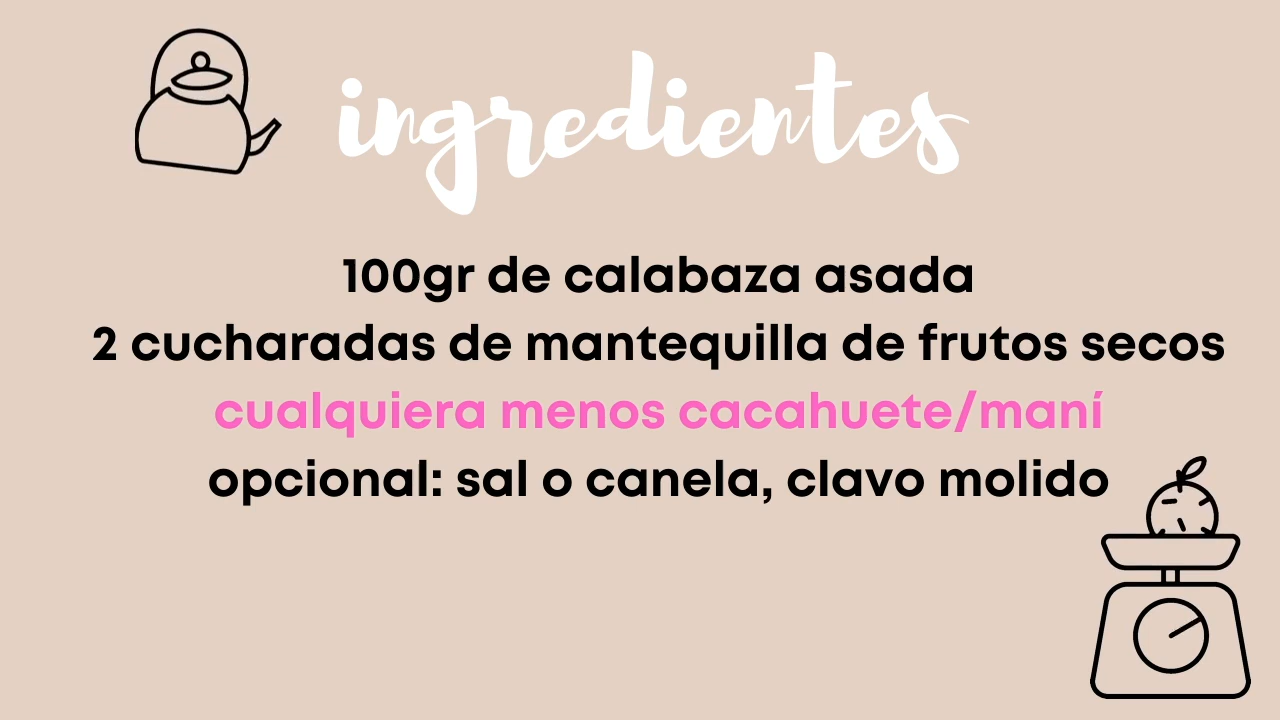 ingredientes
100gr de calabaza asada
2 cucharadas de mantequilla de frutos secos
cualquiera menos cacahuete/maní
opcional: sal o canela, clavo molido